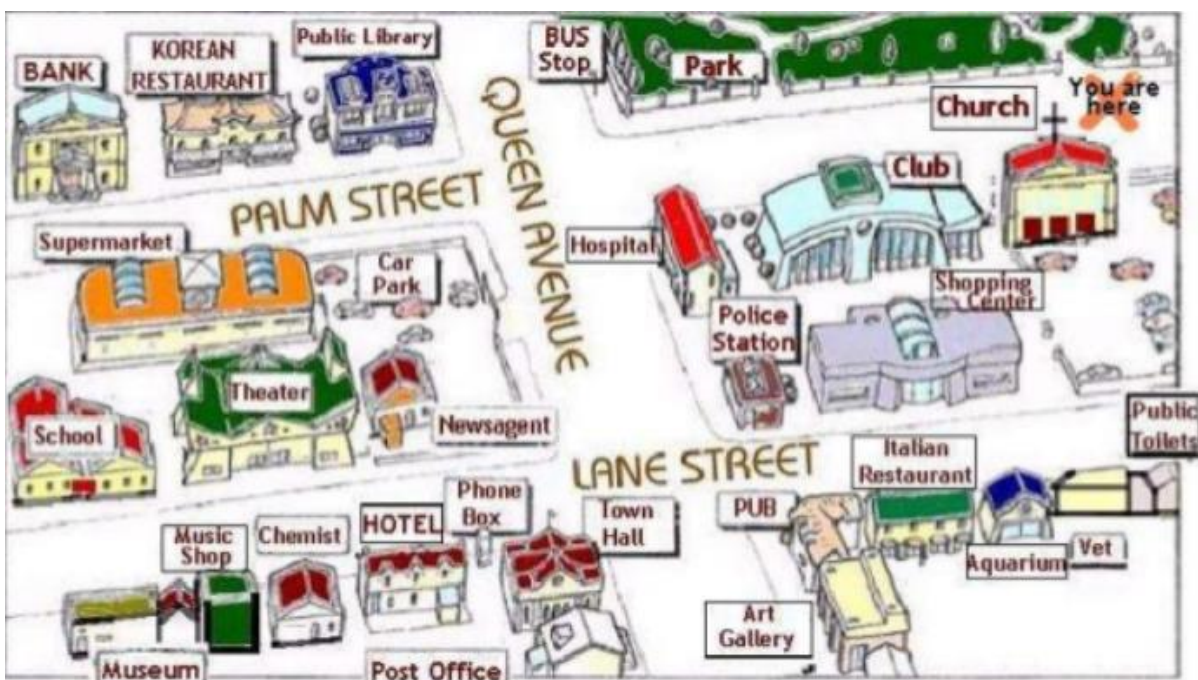 BANK
KOREAN
RESTAURANT
Public Library
BUS
Stop
Park
Church
You are
here
QUEEN AVENUE
PALM STREET
Club
Supermarket
Car
Park
Hospital
Shopping
Center
Police
Station
Theater
School
Newsagent
Public
Toilets
LANE STREET
Italian
Restaurant
Phone
Box
Town
Hall
PUB
Music
Shop
Chemist
HOTEL
Aquarium
Vet
Art
Gallery
Museum
Post Office